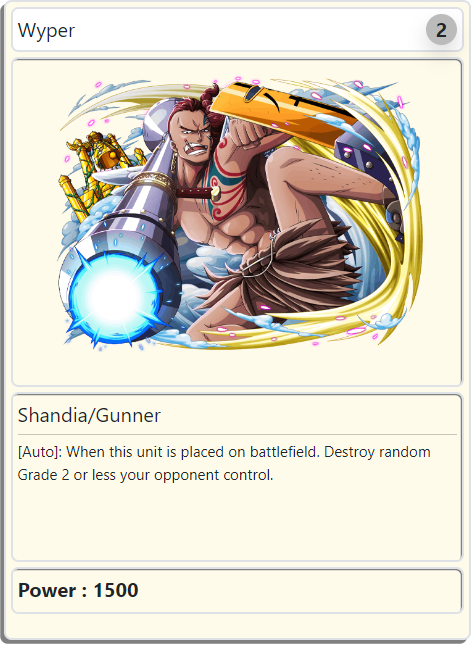 Wyper
2
Shandia/Gunner
[Auto]: When this unit is placed on battlefield. Destroy random
Grade 2 or less your opponent control.
Power : 1500